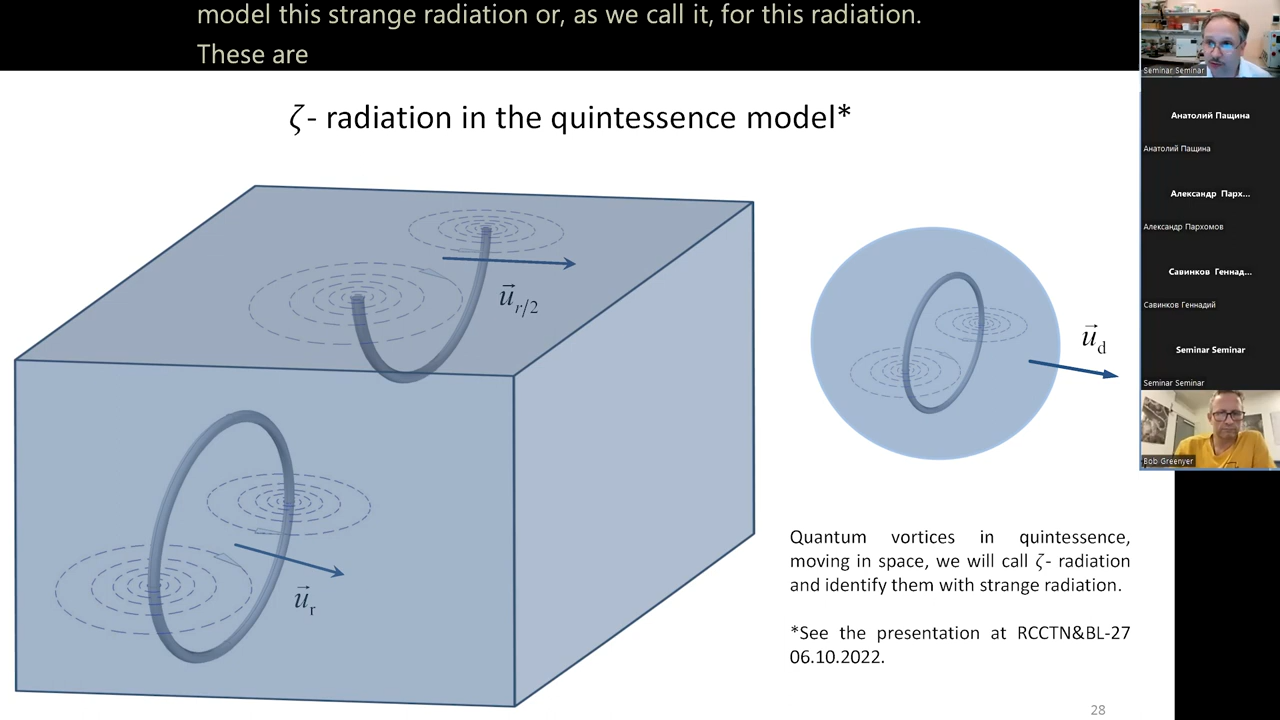 model this strange radiation or, as we call it, for this radiation.
These are
ζ - radiation in the quintessence model*
u⃗r/2
u⃗r
u⃗d
Quantum vortices in quintessence,
moving in space, we will call ζ - radiation
and identify them with strange radiation.
*See the presentation at RCCTN&BL-27
06.10.2022.
28
Seminar Seminar
Анатолий Пащина
Анатолий Пащина
Александр Парх...
Александр Пархомов
Савинков Геннад...
Савинков Геннадий
Seminar Seminar
Seminar Seminar
Bob Greenyer